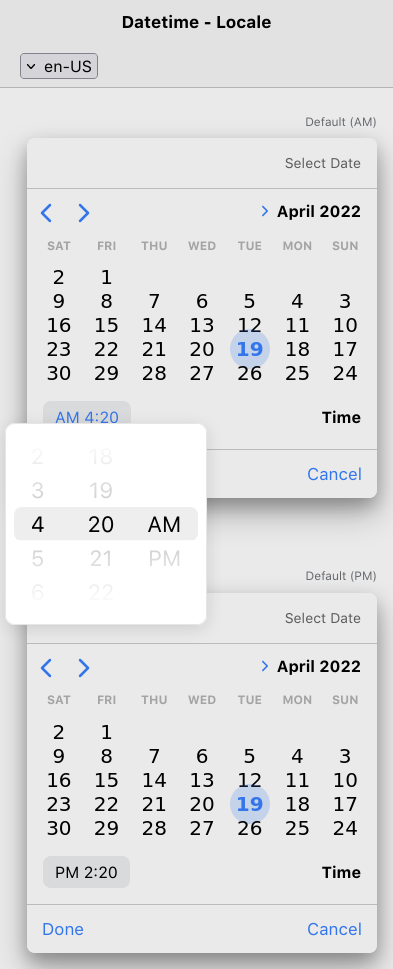 Datetime - Locale
en-US
Default (AM)
Select Date
April 2022
SAT FRI THU WED TUE MON SUN
2 1
9 8 7 6 5 4 3
16 15 14 13 12 11 10
23 22 21 20 19 18 17
30 29 28 27 26 25 24
AM 4:20 Time
Cancel
2 18
3 19
4 20 AM
5 21 PM
6 22
Default (PM)
Select Date
April 2022
SAT FRI THU WED TUE MON SUN
2 1
9 8 7 6 5 4 3
16 15 14 13 12 11 10
23 22 21 20 19 18 17
30 29 28 27 26 25 24
PM 2:20 Time
Done Cancel